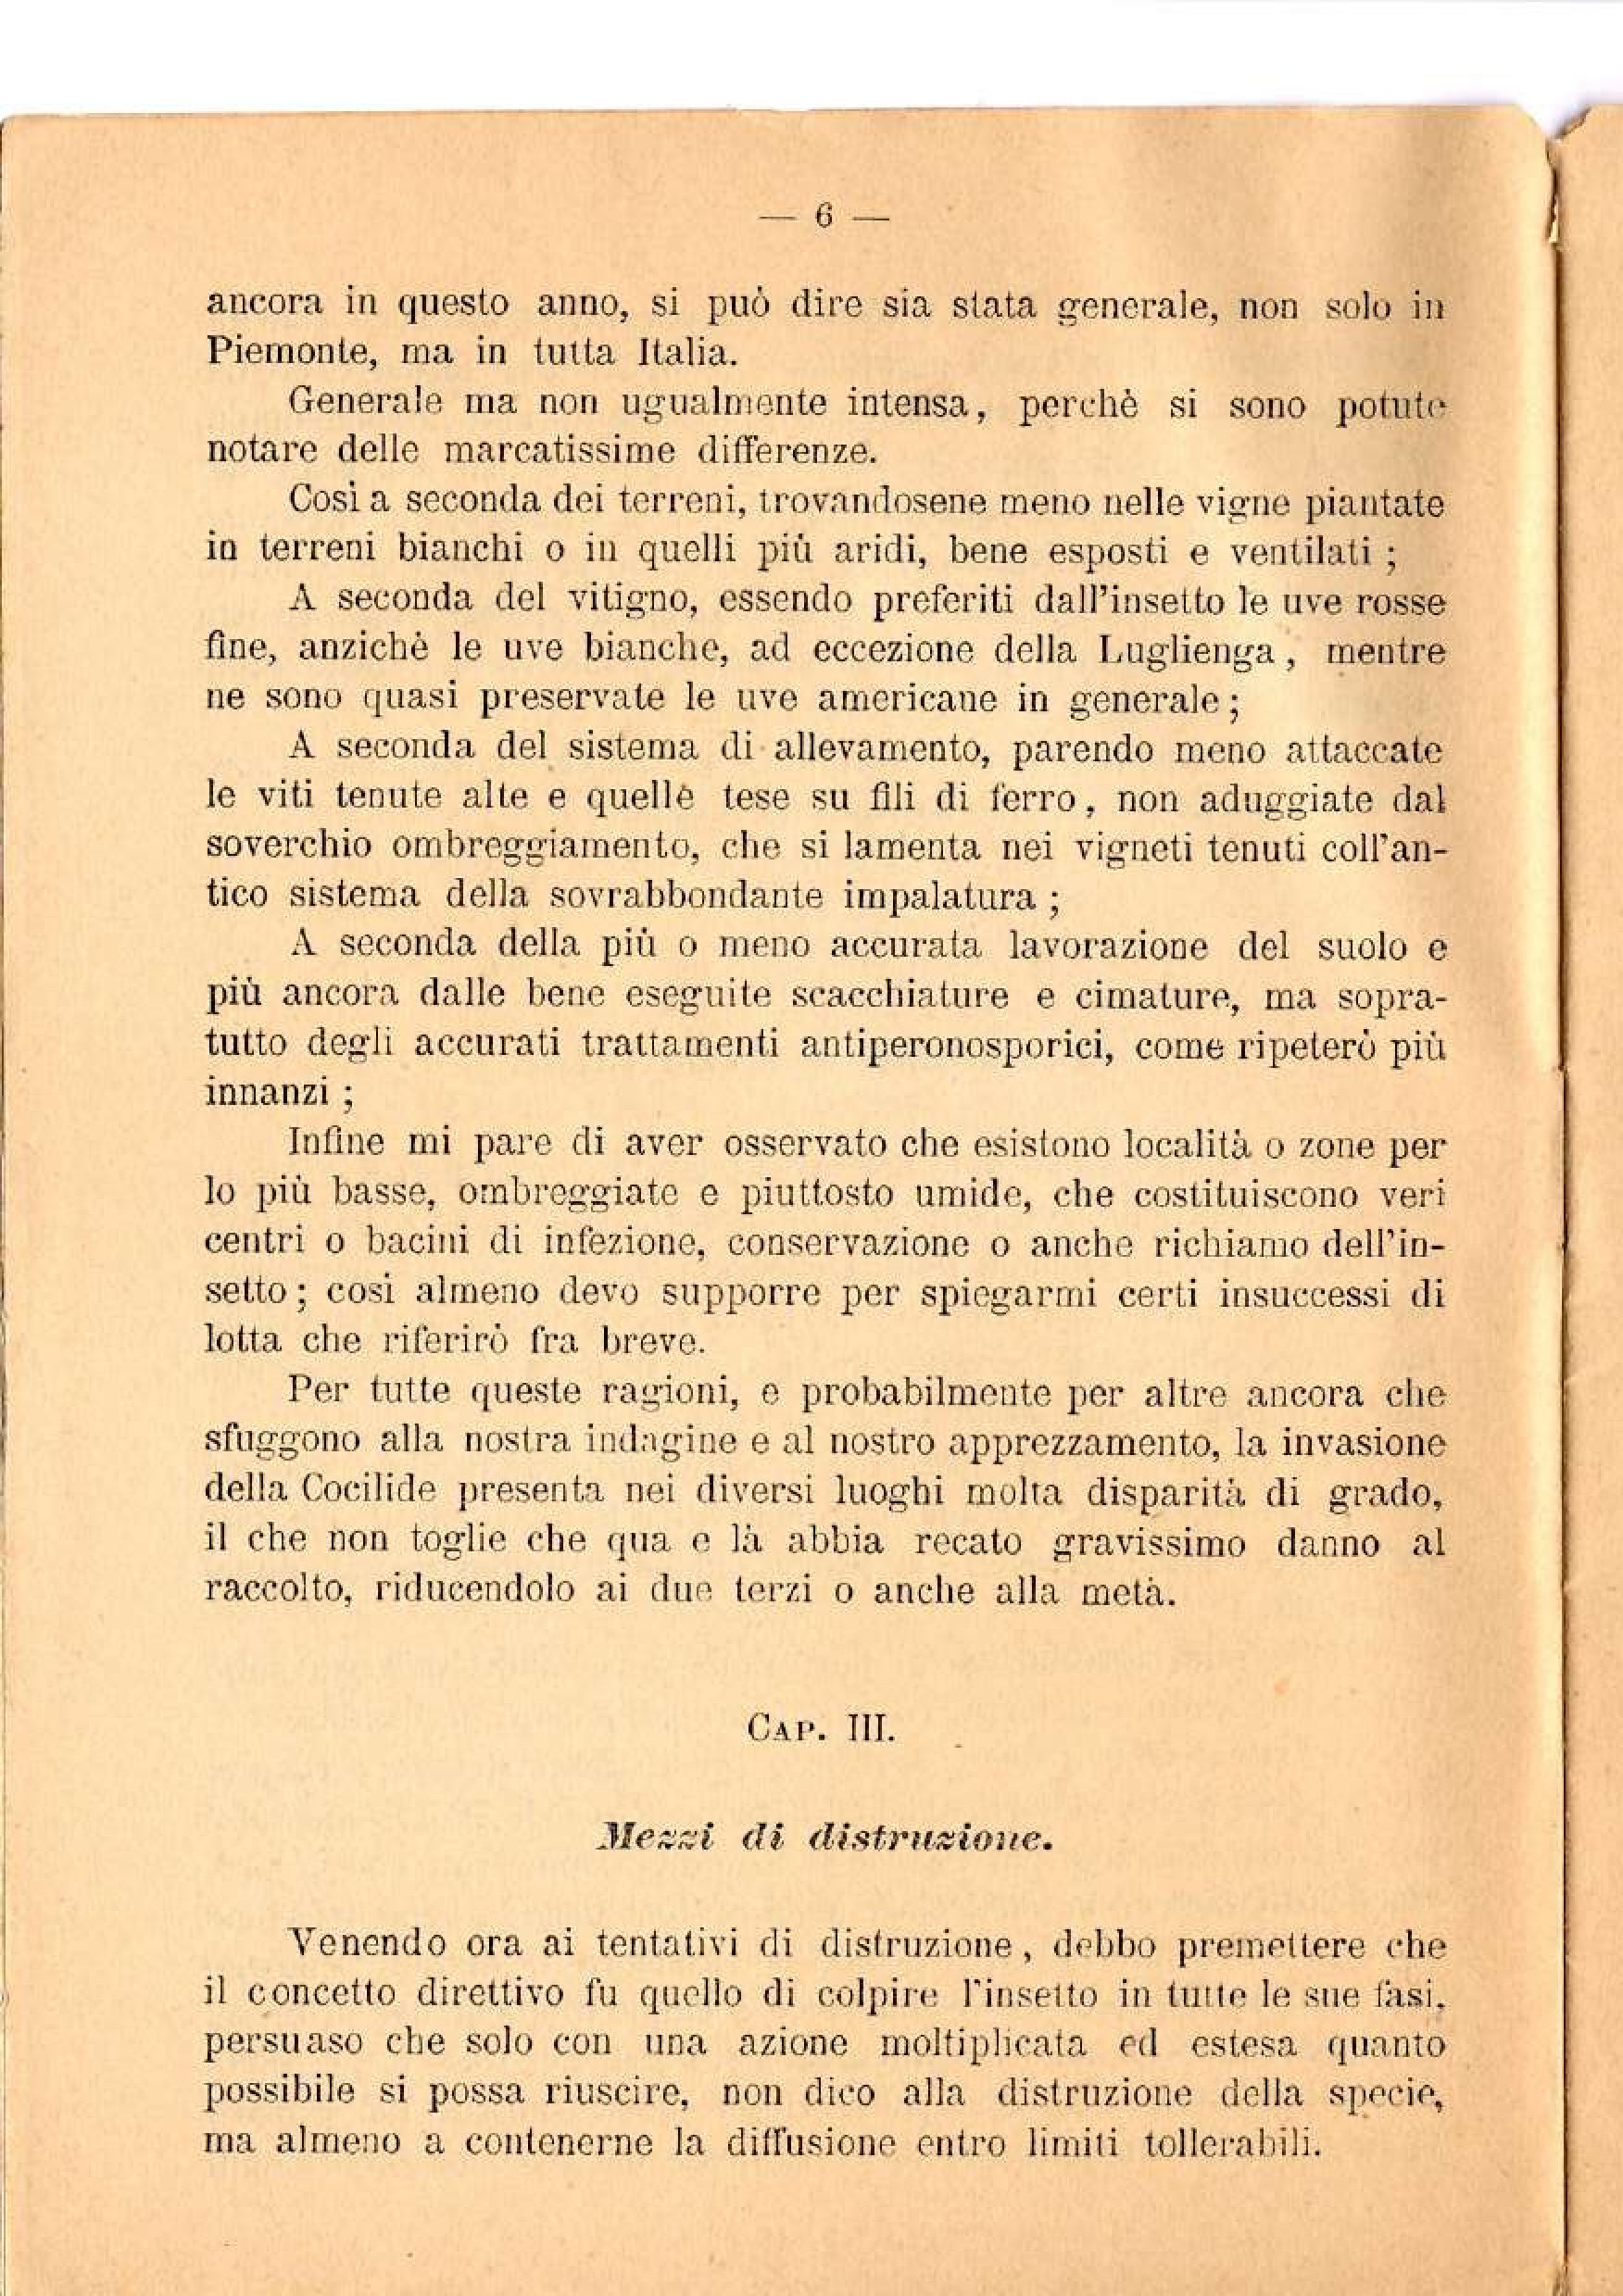 — 6 —
ancora in questo anno, si può dire sia stata generale, non solo in
Piemonte, ma in tutta Italia.
Generale ma non ugualmente intensa, perchè si sono potute
notare delle marcatissime differenze.
Così a seconda dei terreni, trovandosene meno nelle vigne piantate
in terreni bianchi o in quelli più aridi, bene esposti e ventilati ;
A seconda del vitigno, essendo preferiti dall'insetto le uve rosse
fine, anzichè le uve bianche, ad eccezione della Luglienga, mentre
ne sono quasi preservate le uve americane in generale ;
A seconda del sistema di allevamento, parendo meno attaccate
le viti tenute alte e quelle tese su fili di ferro, non aduggiate dal
soverchio ombreggiamento, che si lamenta nei vigneti tenuti coll'an-
tico sistema della sovrabbondante impalatura ;
A seconda della più o meno accurata lavorazione del suolo e
più ancora dalle bene eseguite scacchiature e cimature, ma sopra-
tutto degli accurati trattamenti antiperonosporici, come ripeterò più
innanzi ;
Infine mi pare di aver osservato che esistono località o zone per
lo più basse, ombreggiate e piuttosto umide, che costituiscono veri
centri o bacini di infezione, conservazione o anche richiamo dell'in-
setto ; così almeno devo supporre per spiegarmi certi insuccessi di
lotta che riferirò fra breve.
Per tutte queste ragioni, e probabilmente per altre ancora che
sfuggono alla nostra indagine e al nostro apprezzamento, la invasione
della Cocilide presenta nei diversi luoghi molta disparità di grado,
il che non toglie che qua e là abbia recato gravissimo danno al
raccolto, riducendolo ai due terzi o anche alla metà.
CAP. III.
Mezzi di distruzione.
Venendo ora ai tentativi di distruzione, debbo premettere che
il concetto direttivo fu quello di colpire l'insetto in tutte le sue fasi,
persuaso che solo con una azione moltiplicata ed estesa quanto
possibile si possa riuscire, non dico alla distruzione della specie,
ma almeno a contenerne la diffusione entro limiti tollerabili.